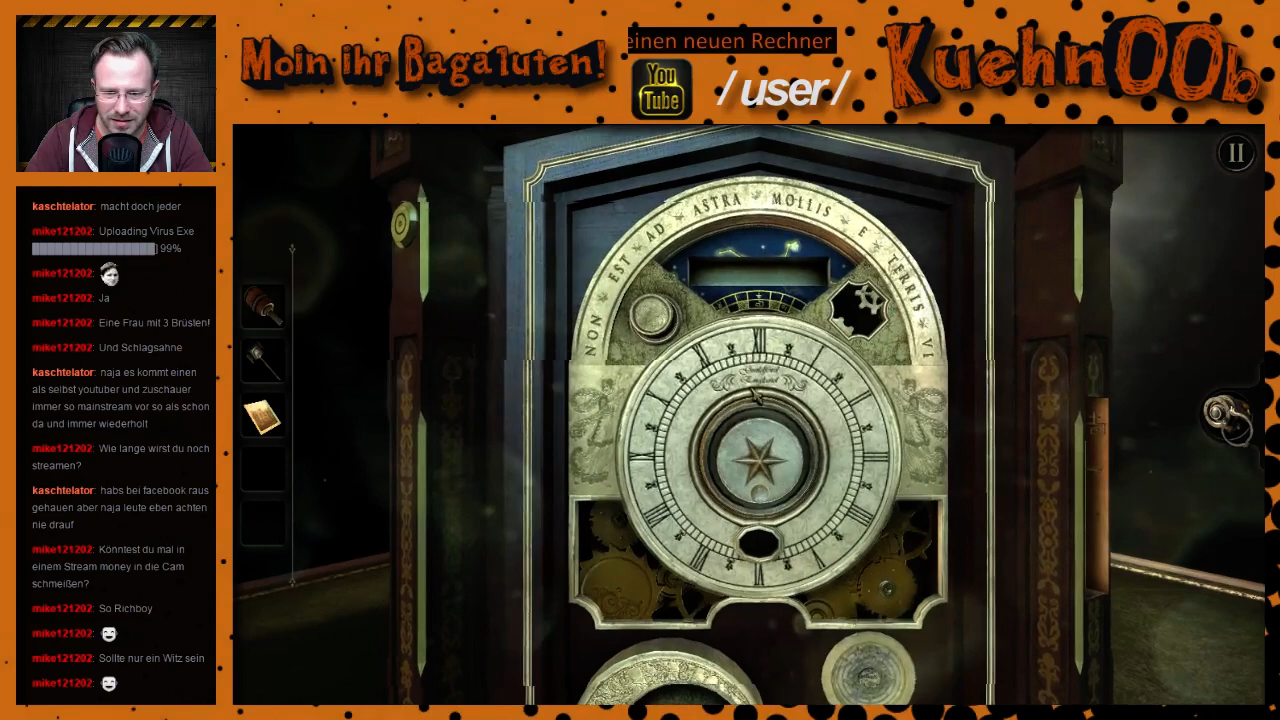 Moin ihr Bagaluten!
einen neuen Rechner
You
Tube
/user/
KuehnOOb
kaschtelator: macht doch jeder
mike121202: Uploading Virus Exe
]99%
mike121202:
mike121202: Ja
mike121202: Eine Frau mit 3 Brüsten!
mike121202: Und Schlagsahne
kaschtelator: naja es kommt einen
als selbst youtuber und zuschauer
immer so mainstream vor so als schon
da und immer wiederholt
mike121202: Wie lange wirst du noch
streamen?
kaschtelator: habs bei facebook raus
gehauen aber naja leute eben achten
nie drauf
mike121202: Könntest du mal in
einem Stream money in die Cam
schmeißen?
mike121202: So Richboy
mike121202:
mike121202: Sollte nur ein Witz sein
mike121202:
NON EST AD ASTRA MOLLIS E TERRIS VI